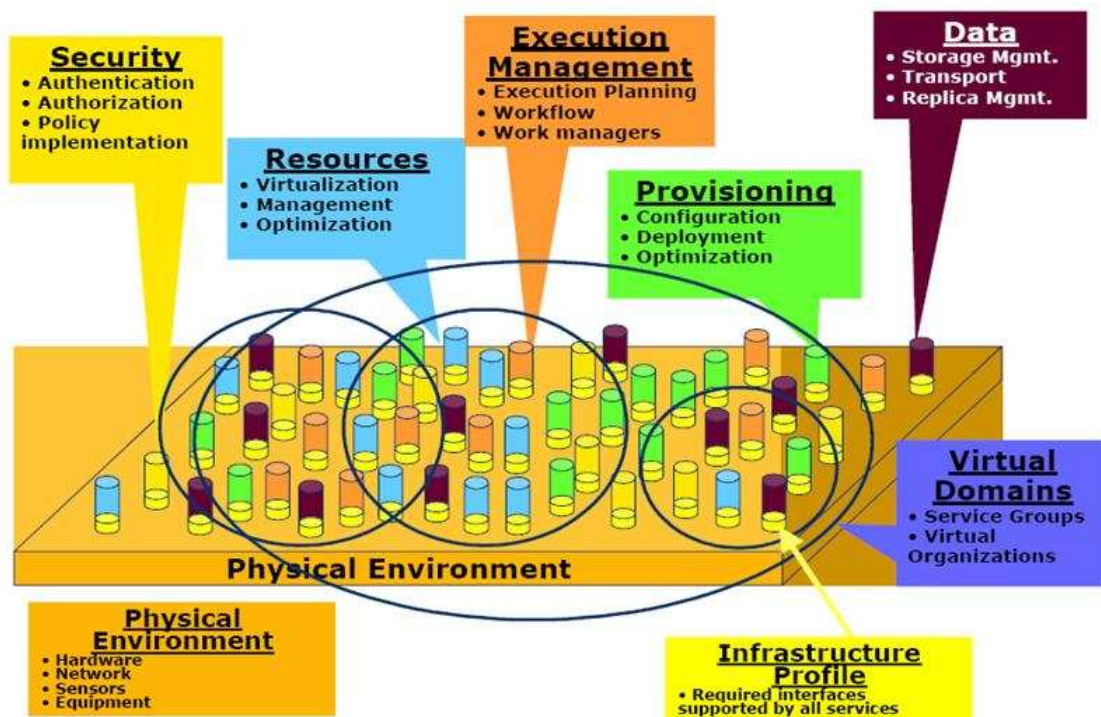 Security
• Authentication
• Authorization
• Policy
implementation
Resources
• Virtualization
• Management
• Optimization
Execution
Management
• Execution Planning
• Workflow
• Work managers
Provisioning
• Configuration
• Deployment
• Optimization
Data
• Storage Mgmt.
• Transport
• Replica Mgmt.
Virtual
Domains
• Service Groups
• Virtual
Organizations
Physical Environment
Physical
Environment
• Hardware
• Network
• Sensors
• Equipment
Infrastructure
Profile
• Required interfaces
supported by all services